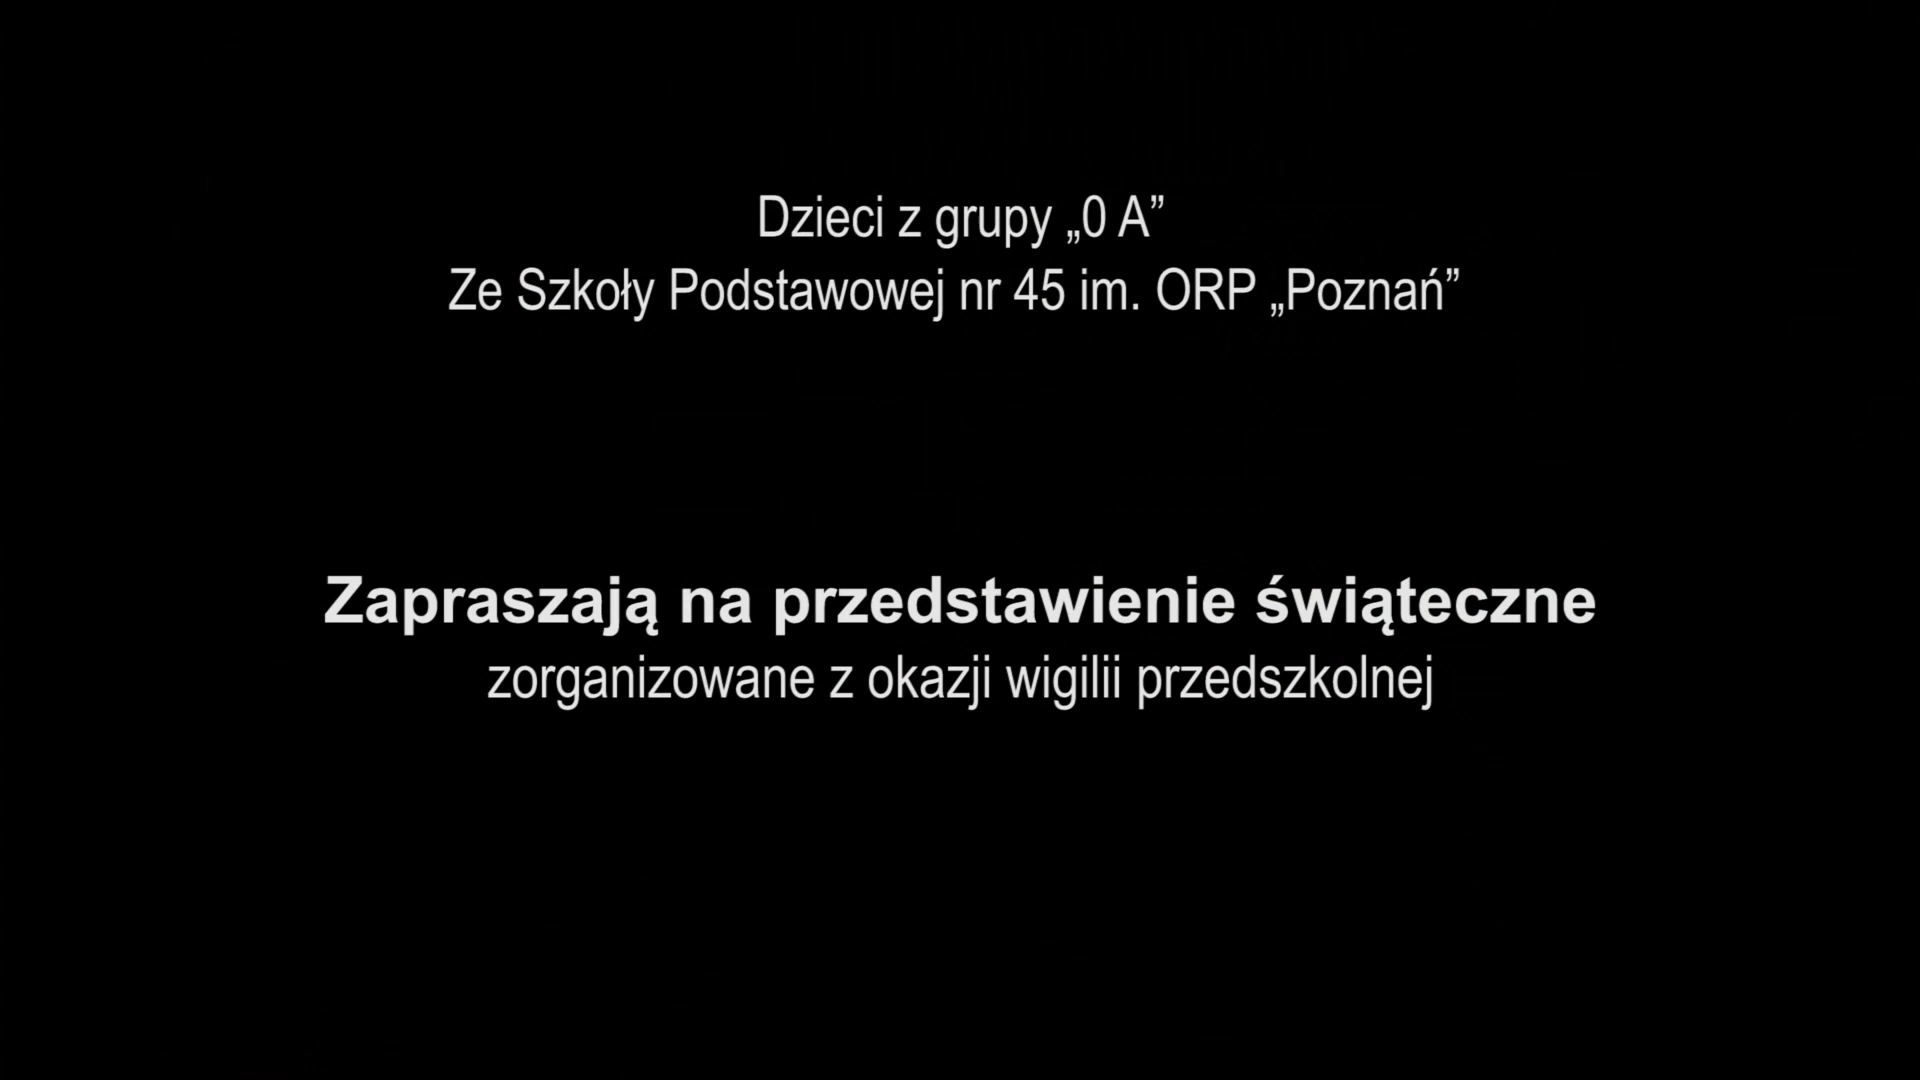 Dzieci z grupy „0 A”
Ze Szkoły Podstawowej nr 45 im. ORP „Poznań”
Zapraszają na przedstawienie świąteczne
zorganizowane z okazji wigilii przedszkolnej